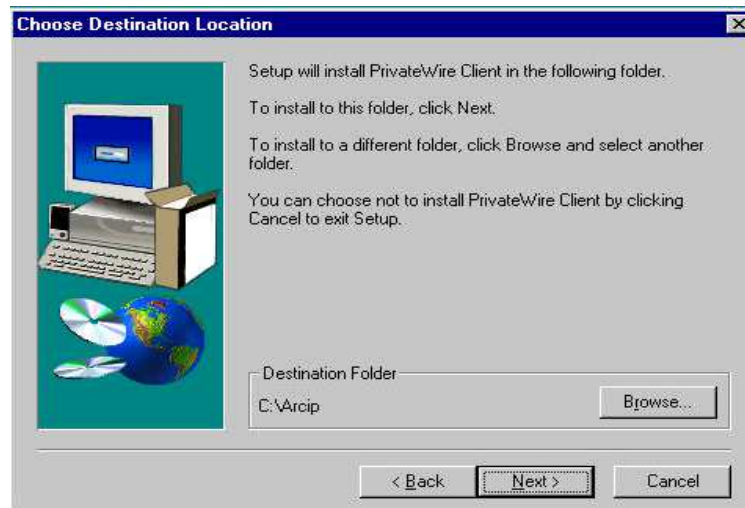 Choose Destination Location
Setup will install PrivateWire Client in the following folder.
To install to this folder, click Next.
To install to a different folder, click Browse and select another
folder.
You can choose not to install PrivateWire Client by clicking
Cancel to exit Setup.
Destination Folder
C:\Arcip
Browse...
< Back
Next >
Cancel